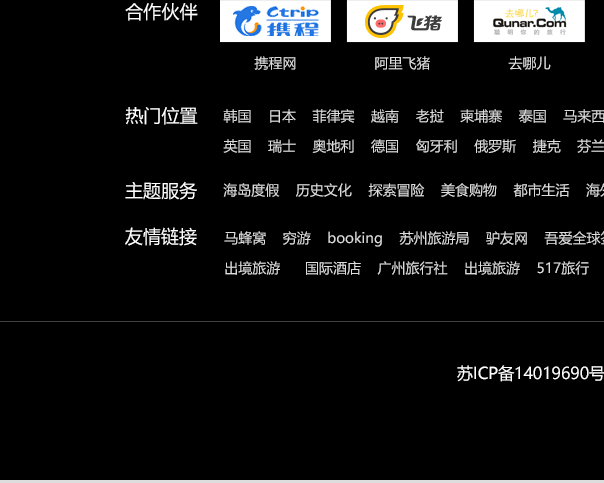 合作伙伴
Ctrip 携程
飞猪
去哪儿?
Qunar.Com
聪明你的旅行
携程网 阿里飞猪 去哪儿
热门位置 韩国 日本 菲律宾 越南 老挝 柬埔寨 泰国 马来西
英国 瑞士 奥地利 德国 匈牙利 俄罗斯 捷克 芬兰
主题服务 海岛度假 历史文化 探索冒险 美食购物 都市生活 海外
友情链接 马蜂窝 穷游 booking 苏州旅游局 驴友网 吾爱全球
出境旅游 国际酒店 广州旅行社 出境旅游 517旅行
苏ICP备14019690号